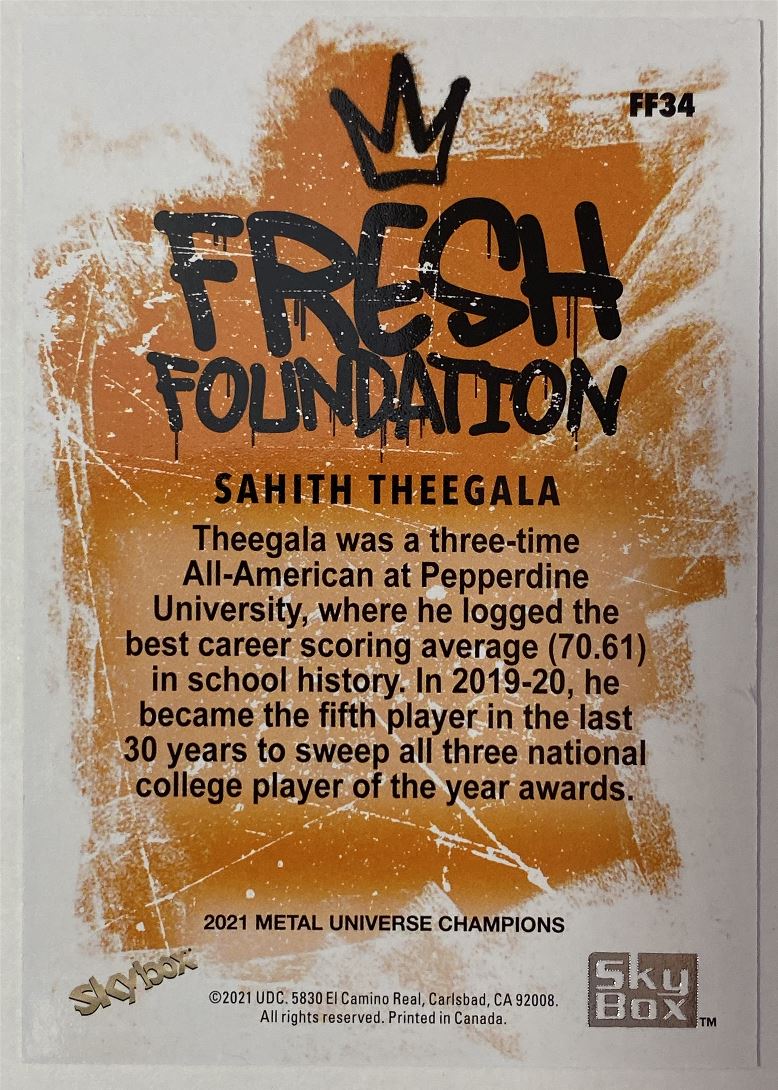 FF34
FRESH
FOUNDATION
SAHITH THEEGALA
Theegala was a three-time
All-American at Pepperdine
University, where he logged the
best career scoring average (70.61)
in school history. In 2019-20, he
became the fifth player in the last
30 years to sweep all three national
college player of the year awards.
2021 METAL UNIVERSE CHAMPIONS
Skybox
©2021 UDC. 5830 El Camino Real, Carlsbad, CA 92008.
All rights reserved. Printed in Canada.
Sky
Box TM